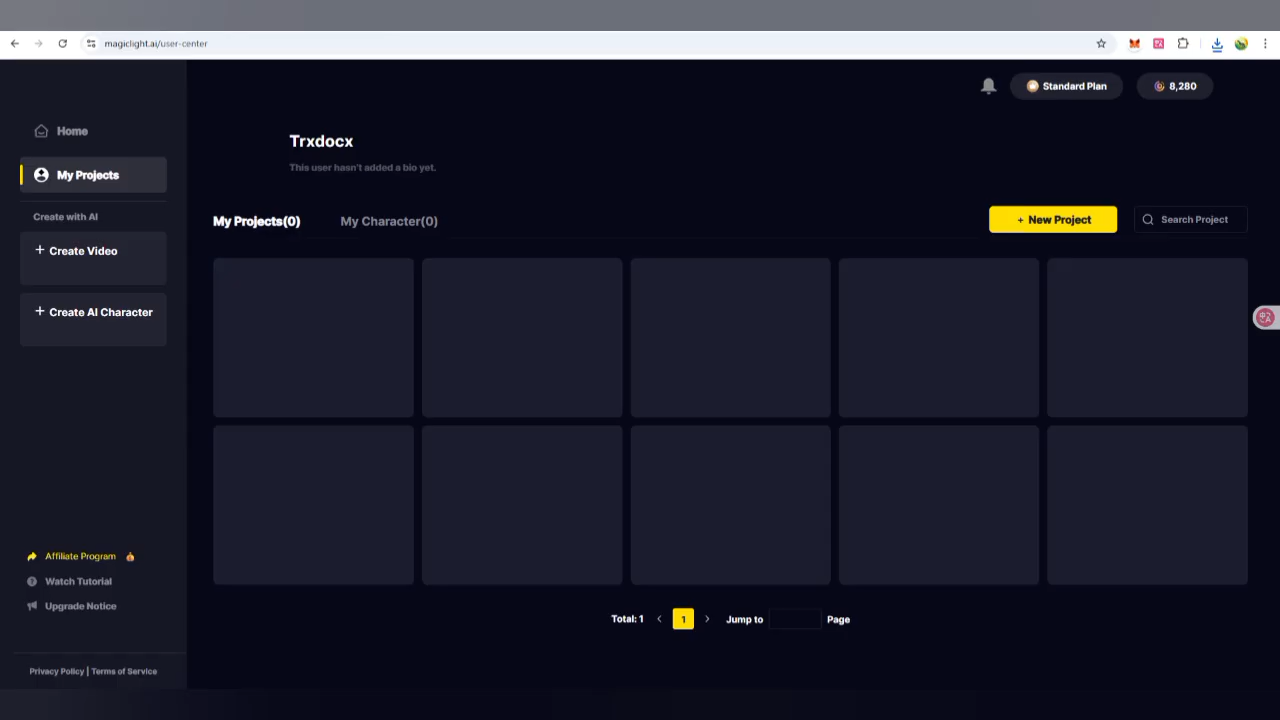 magiclight.ai/user-center
Standard Plan
8,280
Home
My Projects
Create with AI
+ Create Video
+ Create AI Character
Affiliate Program
Watch Tutorial
Upgrade Notice
Privacy Policy | Terms of Service
Trxdocx
This user hasn't added a bio yet.
My Projects(0)
My Character(0)
+ New Project
Search Project
Total: 1
<
1
>
Jump to
Page